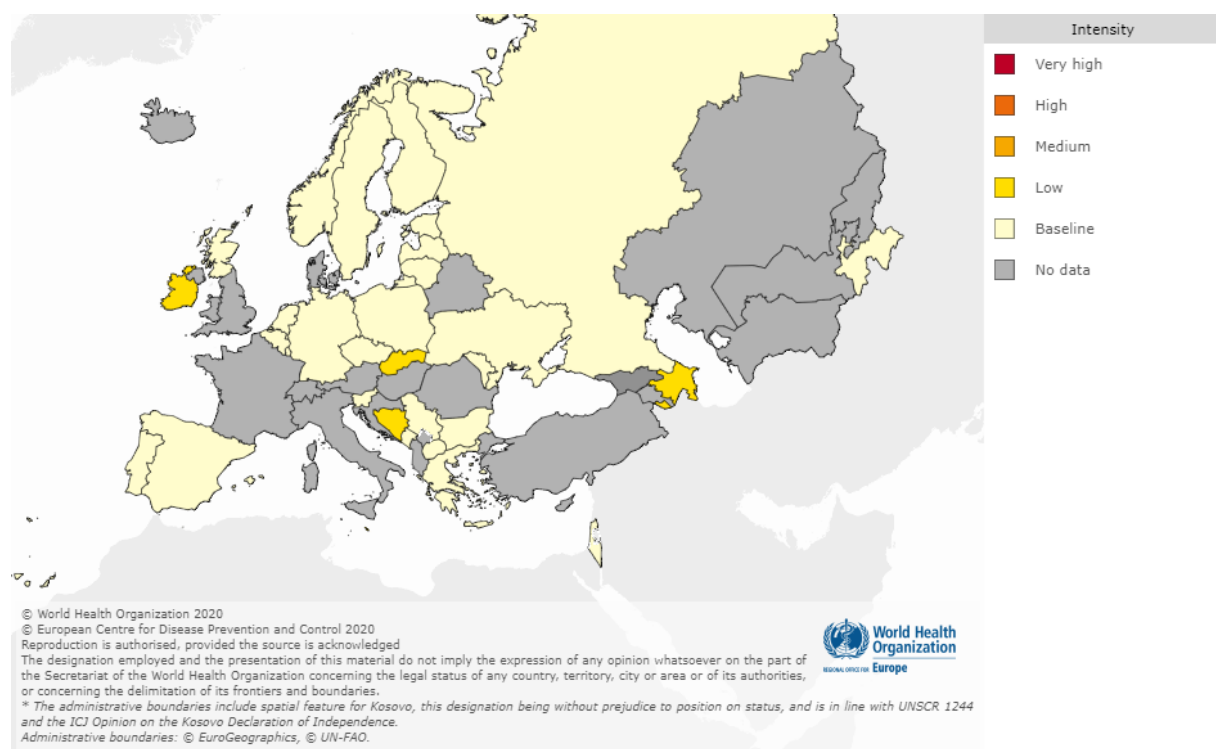 Intensity
Very high
High
Medium
Low
Baseline
No data
© World Health Organization 2020
© European Centre for Disease Prevention and Control 2020
Reproduction is authorised, provided the source is acknowledged
The designation employed and the presentation of this material do not imply the expression of any opinion whatsoever on the part of
the Secretariat of the World Health Organization concerning the legal status of any country, territory, city or area or of its authorities,
or concerning the delimitation of its frontiers and boundaries.
* The administrative boundaries include spatial feature for Kosovo, this designation being without prejudice to position on status, and is in line with UNSCR 1244
and the ICJ Opinion on the Kosovo Declaration of Independence.
Administrative boundaries: © EuroGeographics, © UN-FAO.
World Health
Organization
REGIONAL OFFICE FOR Europe